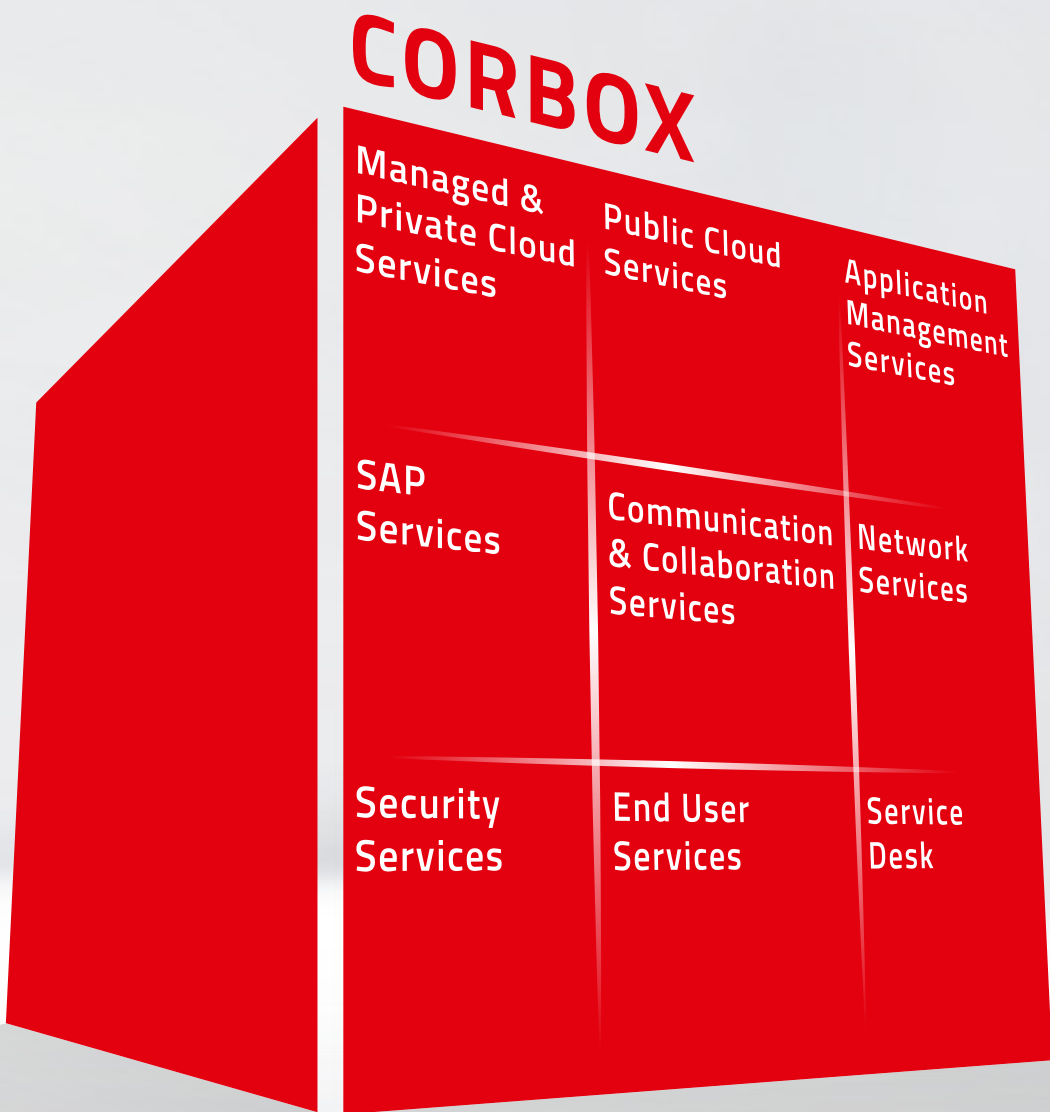 CORBOX
Managed &
Private Cloud
Services
Public Cloud
Services
Application
Management
Services
SAP
Services
Communication
& Collaboration
Services
Network
Services
Security
Services
End User
Services
Service
Desk